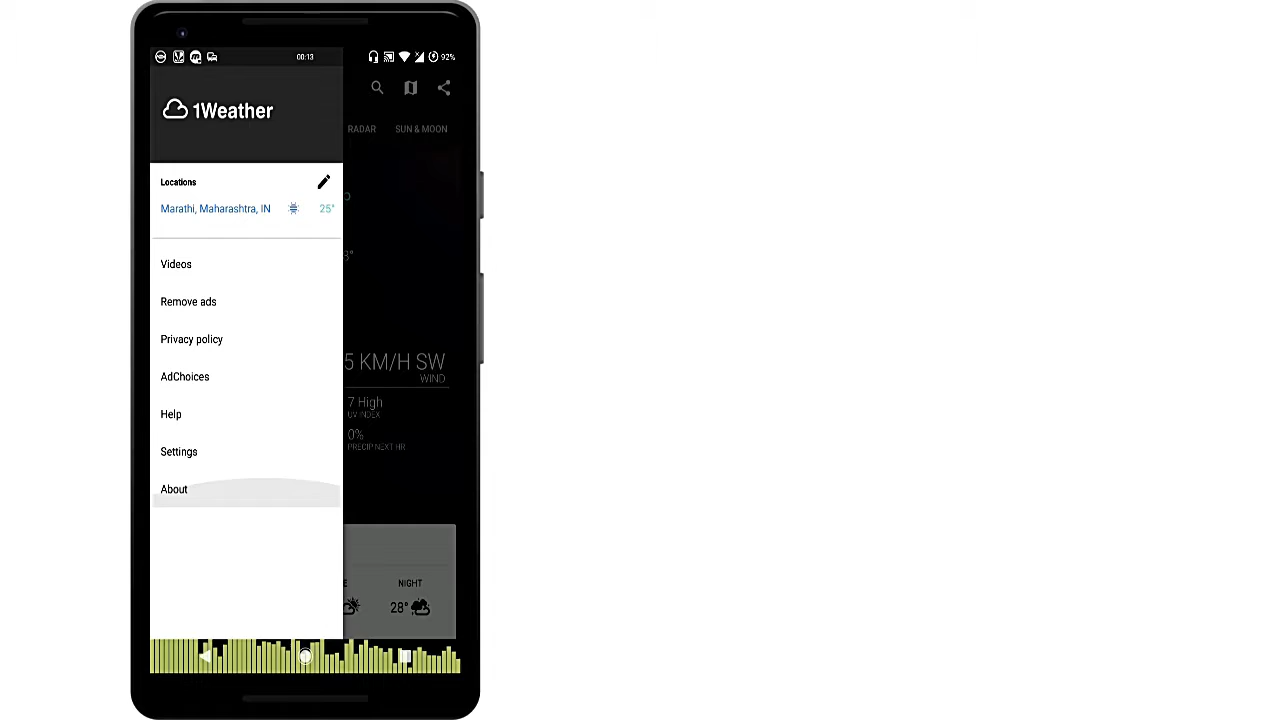 00:13
92%
1Weather
RADAR
SUN & MOON
Locations
Marathi, Maharashtra, IN
25°
Videos
Remove ads
Privacy policy
5 KM/H SW
WIND
AdChoices
7 High
UV INDEX
Help
0%
PRECIP NEXT HR
Settings
About
NIGHT
28°